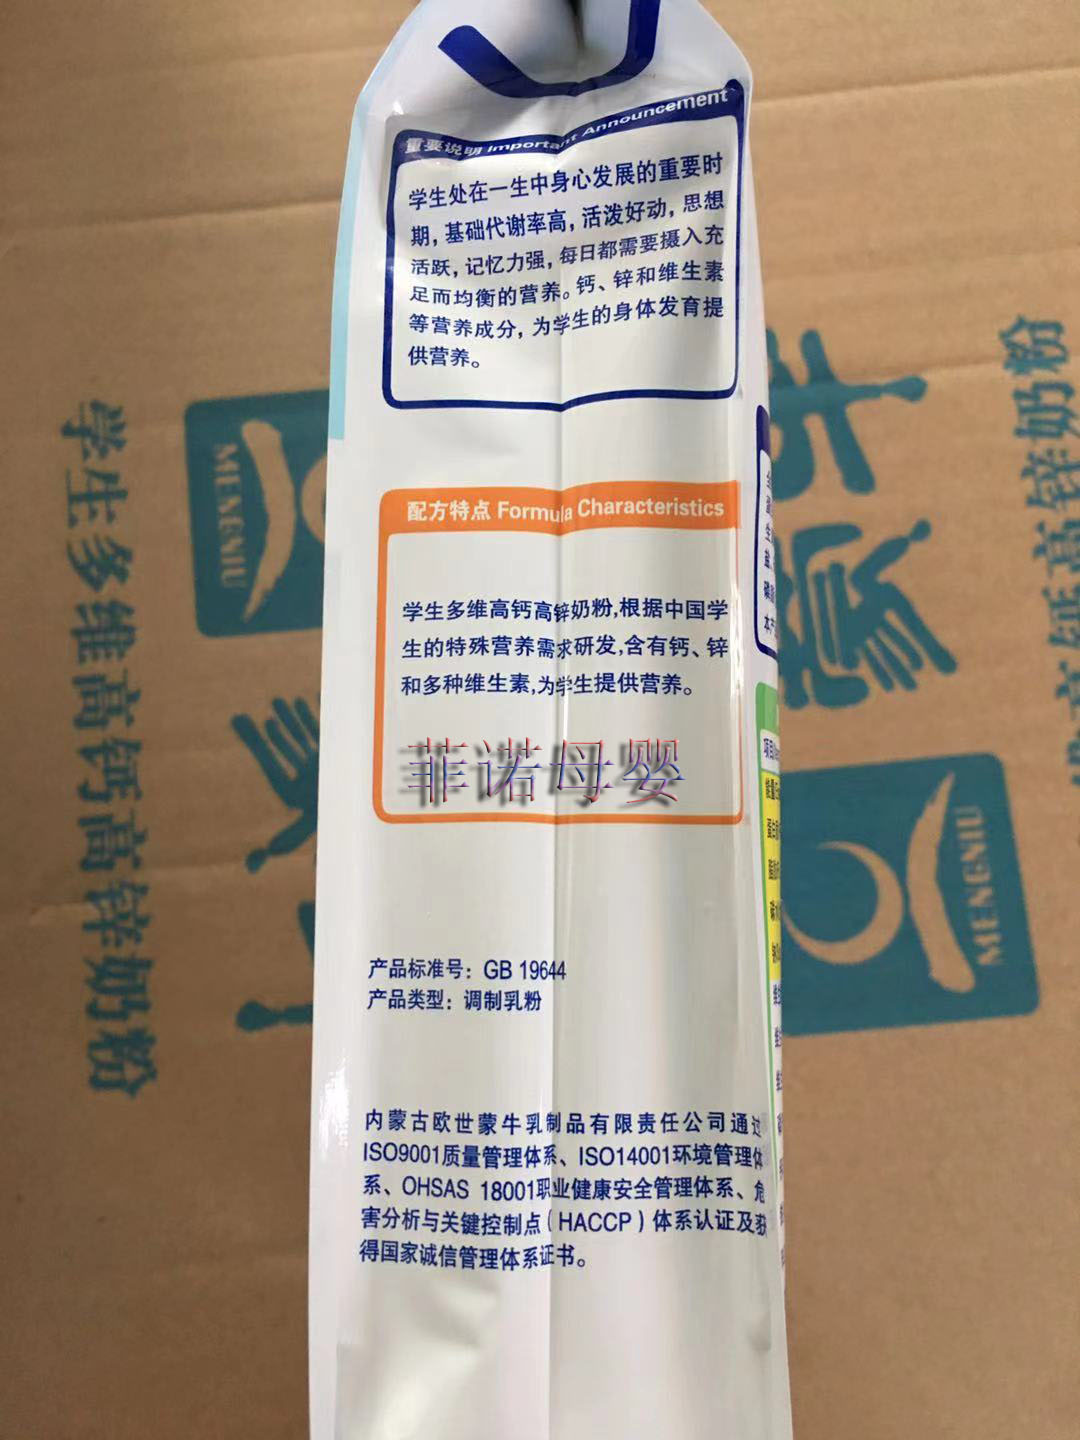 重要说明 Important Announcement
学生处在一生中身心发展的重要时
期，基础代谢率高，活泼好动，思想
活跃，记忆力强，每日都需要摄入充
足而均衡的营养。钙、锌和维生素
等营养成分，为学生的身体发育提
供营养。
配方特点 Formula Characteristics
学生多维高钙高锌奶粉,根据中国学
生的特殊营养需求研发,含有钙、锌
和多种维生素,为学生提供营养。
菲诺母婴
产品标准号：GB 19644
产品类型：调制乳粉
内蒙古欧世蒙牛乳制品有限责任公司通过
ISO9001质量管理体系、ISO14001环境管理体
系、OHSAS 18001职业健康安全管理体系、危
害分析与关键控制点（HACCP）体系认证及获
得国家诚信管理体系证书。
学生多维高钙高锌奶粉
MENGNIU
蒙牛
MENGNIU
维高钙高锌奶粉
项目